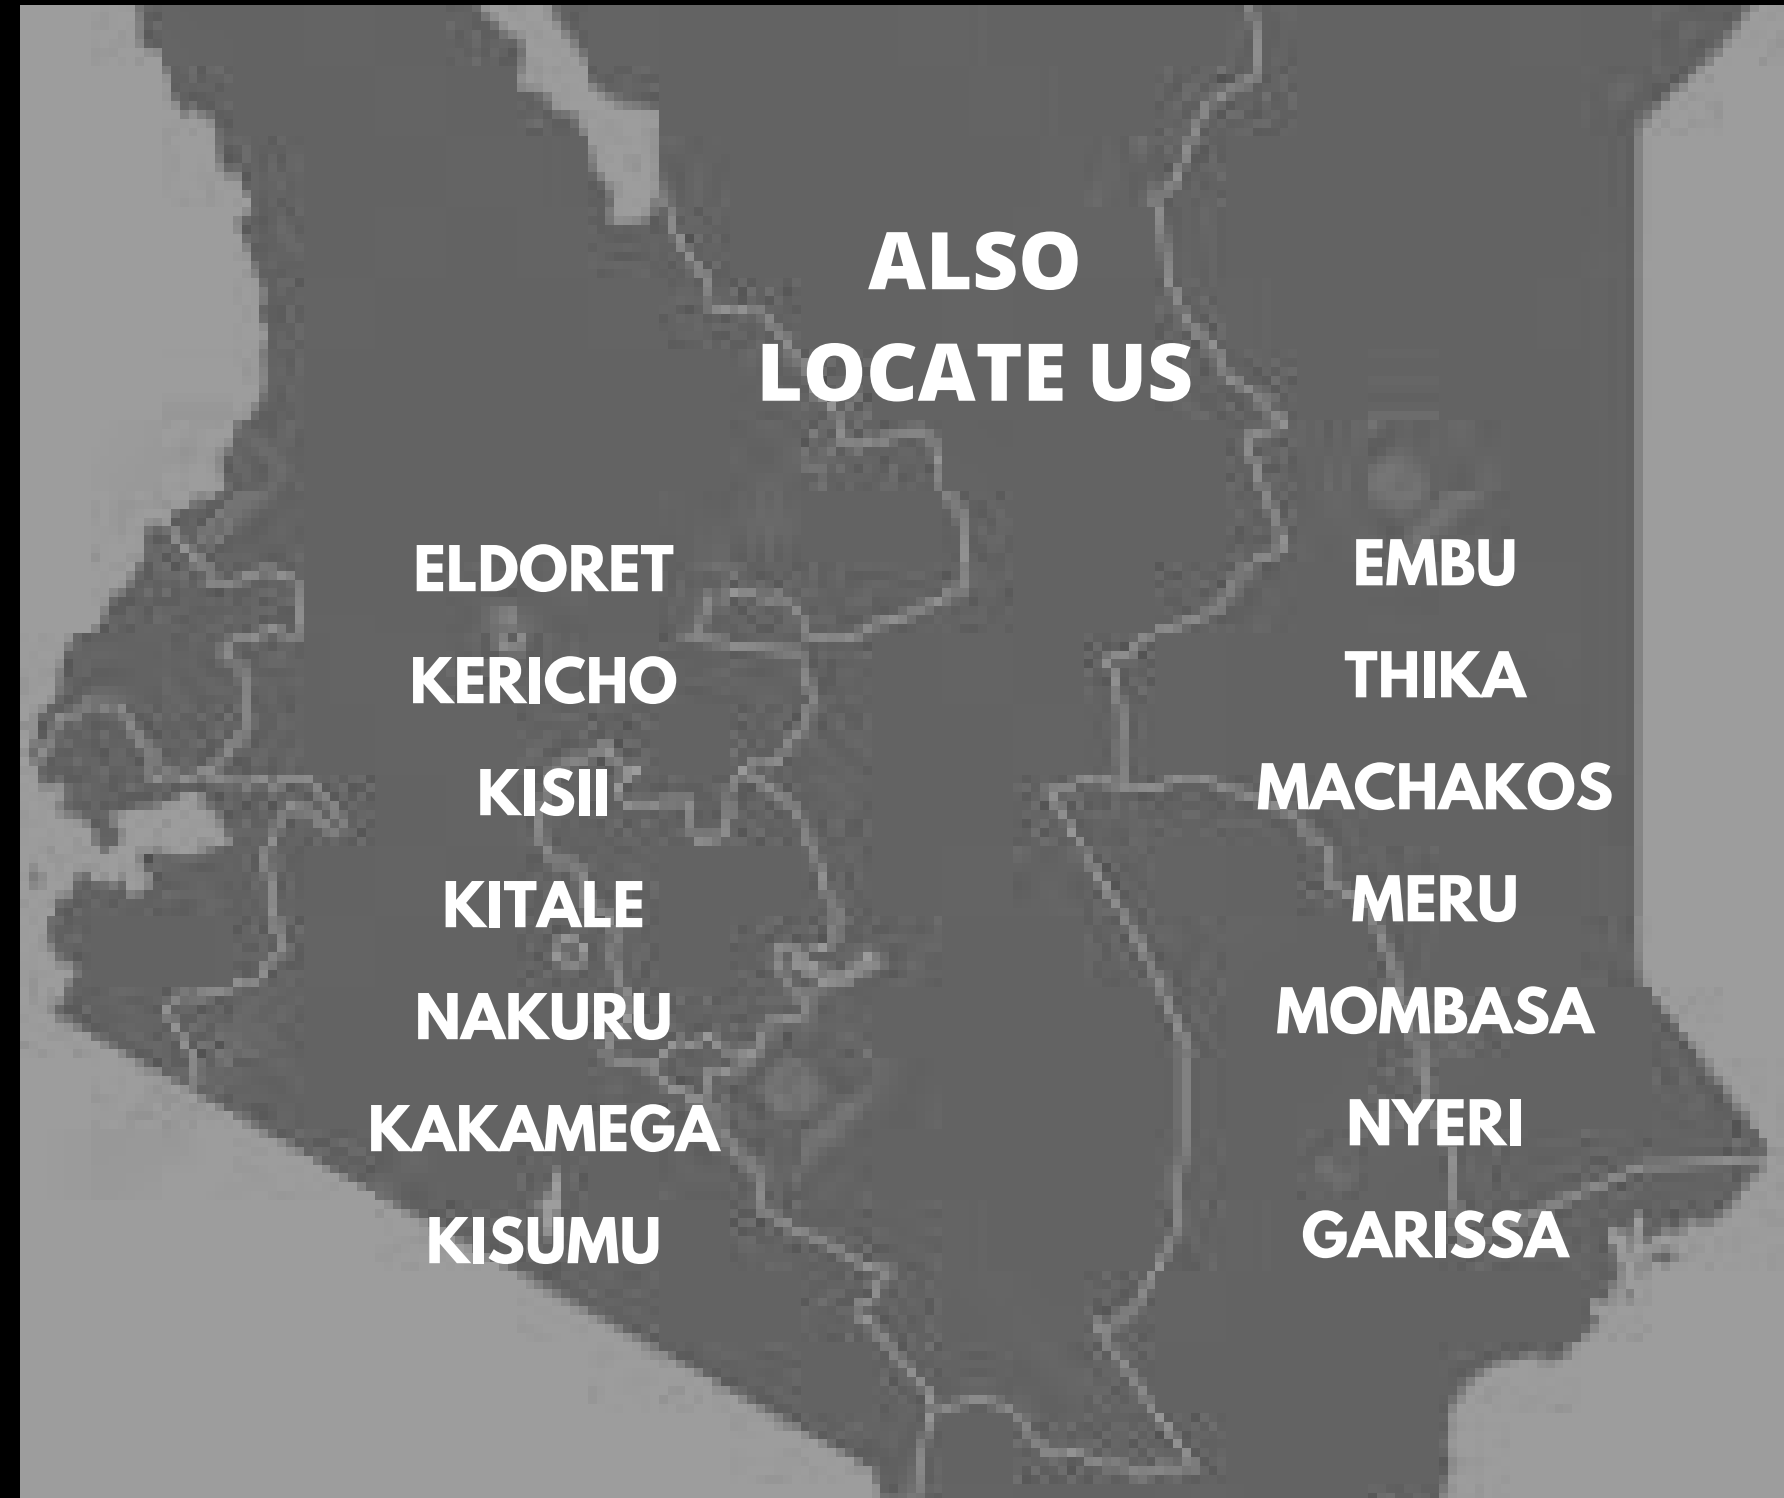 ALSO
LOCATE US
ELDORET
KERICHO
KISII
KITALE
NAKURU
KAKAMEGA
KISUMU
EMBU
THIKA
MACHAKOS
MERU
MOMBASA
NYERI
GARISSA